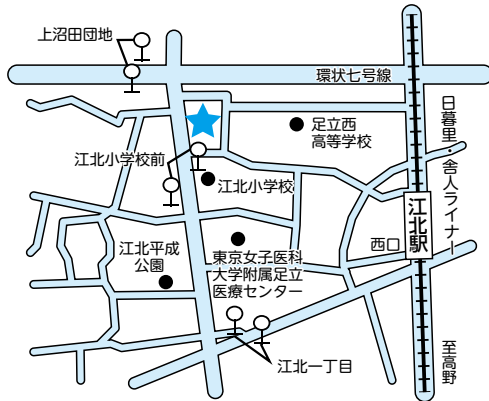 上沼田団地
環状七号線
足立西
高等学校
日暮里・舎人ライナー
江北小学校前
江北小学校
江北駅
西口
江北平成
公園
東京女子医科
大学附属足立
医療センター
江北一丁目
至高野